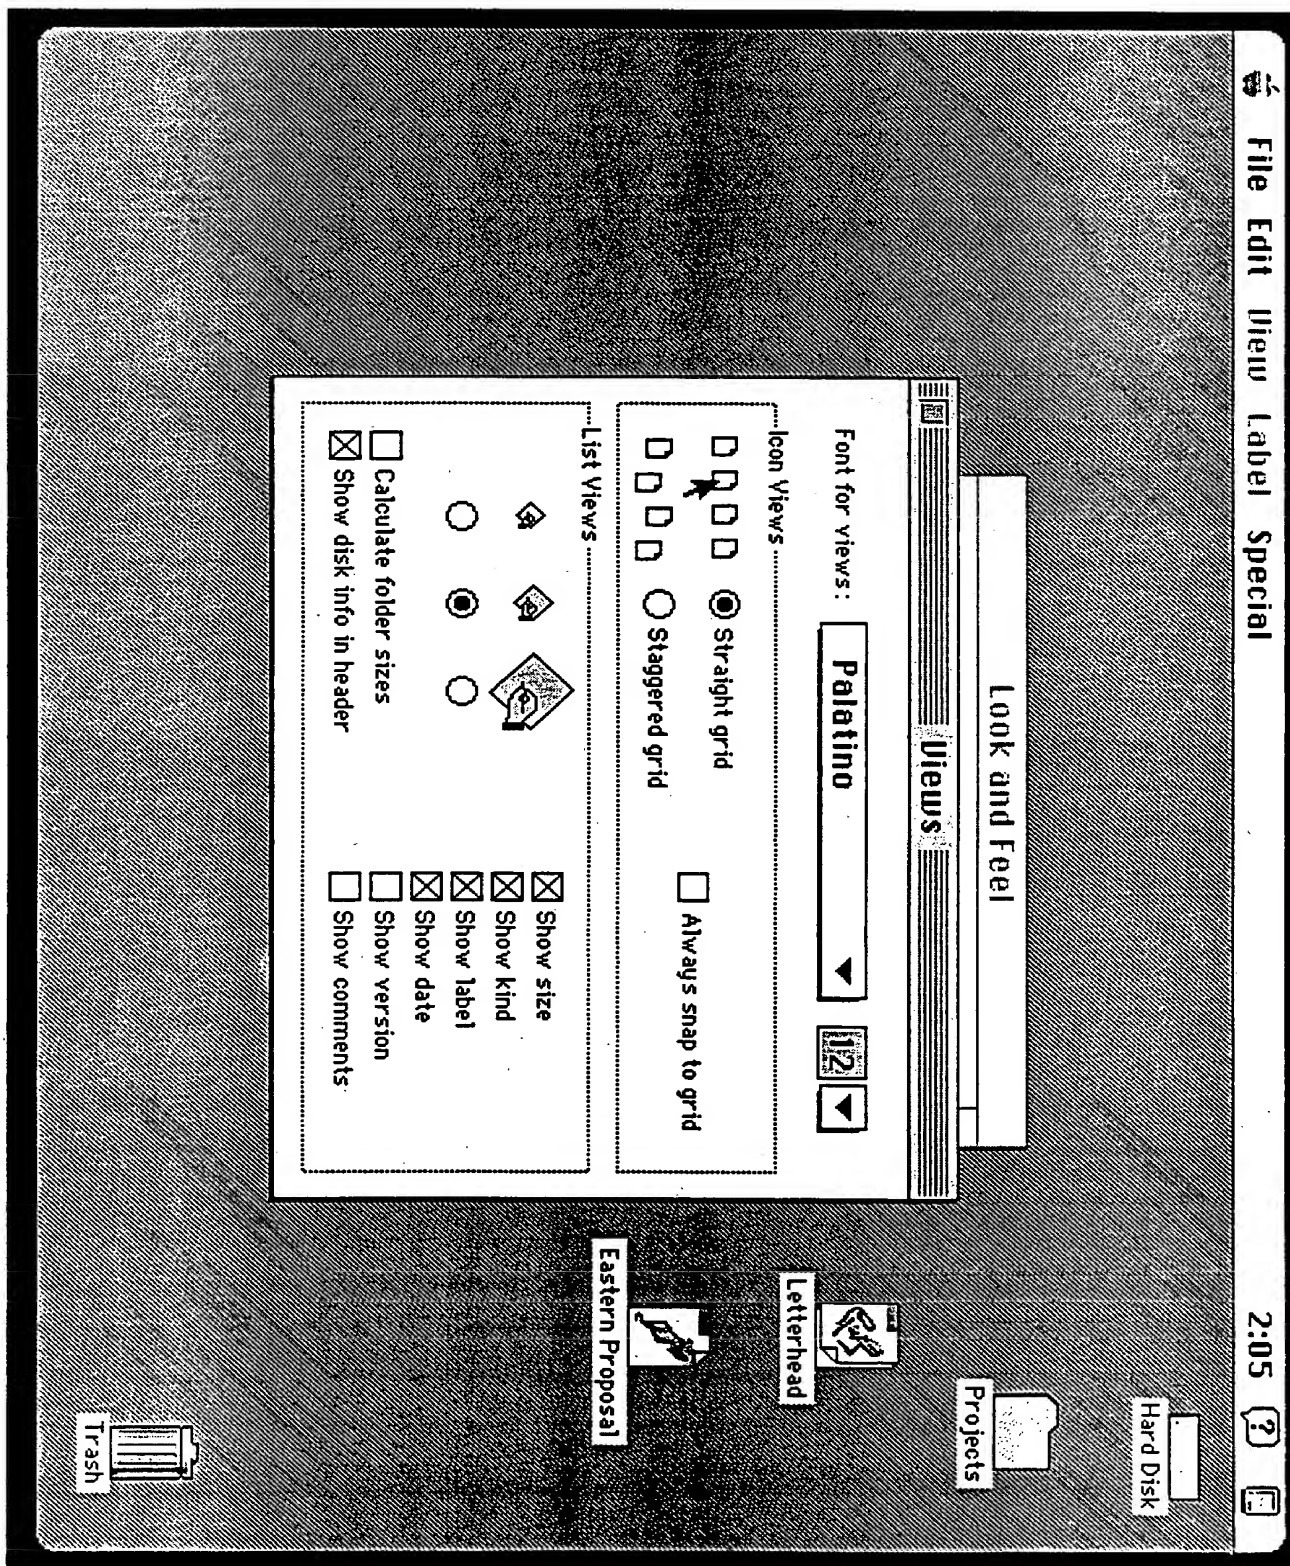 File Edit View Label Special 2:05
Look and Feel
Views
Font for views: Palatino 12
Icon Views
Straight grid
Staggered grid
Always snap to grid
List Views
Calculate folder sizes
Show disk info in header
Show size
Show kind
Show label
Show date
Show version
Show comments
Hard Disk
Projects
Letterhead
Eastern Proposal
Trash